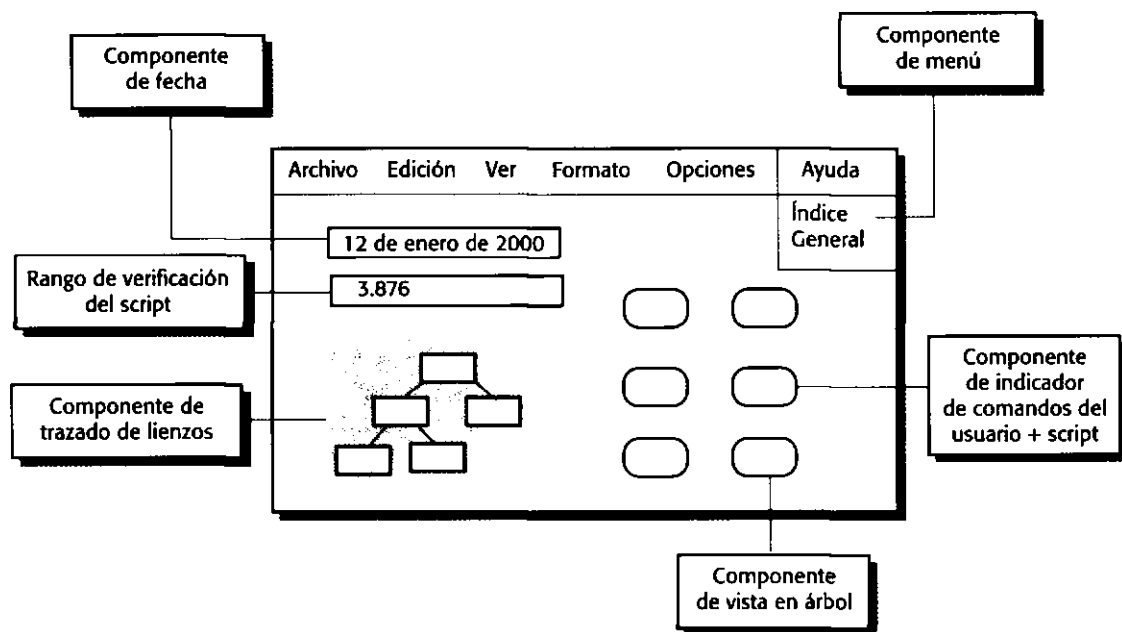 Componente
de fecha
Componente
de menú
Archivo Edición Ver Formato Opciones Ayuda
Índice
General
12 de enero de 2000
Rango de verificación
del script
3.876
Componente
de indicador
de comandos del
usuario + script
Componente de
trazado de lienzos
Componente
de vista en árbol